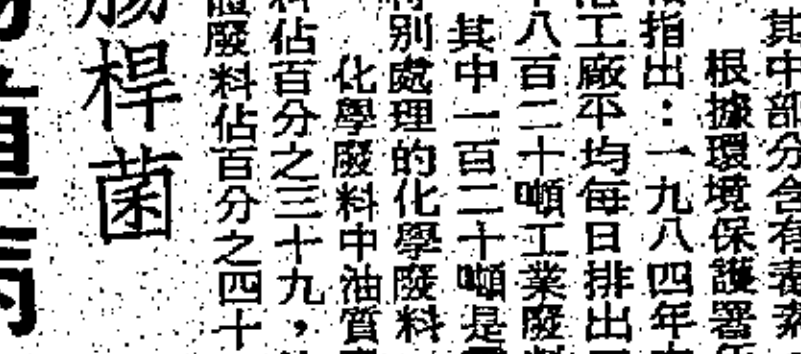 其中部分含有毒素
根據環境保護署
指出：一九八四年
工廠平均每日排出
八百二十噸工業廢料
其中一百二十噸是
別處理的化學廢料
化學廢料中油質
佔百分之三十九，
體廢料佔百分之四十
腸桿菌